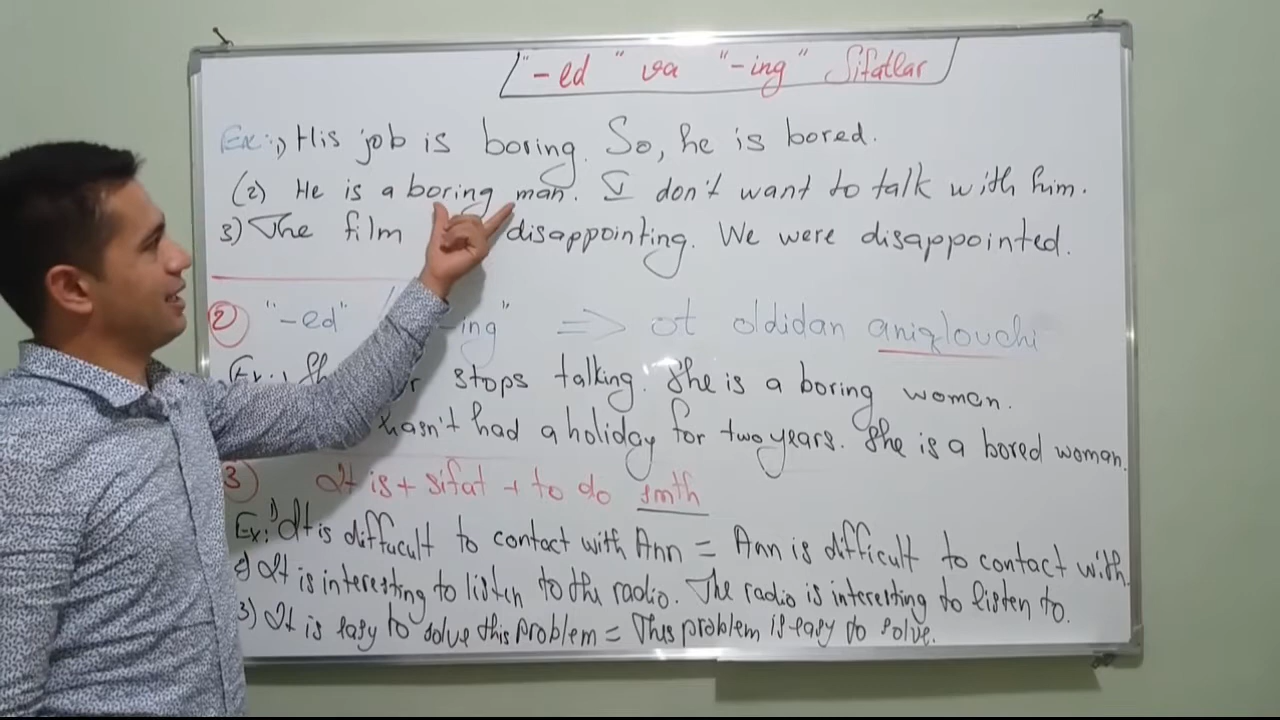 "-ed" va "-ing" Sifatlar
Ex: 1) His job is boring. So, he is bored.
(2) He is a boring man. I don't want to talk with him.
3) The film disappointing. We were disappointed.
2 "-ed" -ing" => ot oldidan aniqlovchi
Ex: stops talking. She is a boring woman.
hasn't had a holiday for two years. She is a bored woman.
3) It is + sifat + to do smth
Ex: 1) It is difficult to contact with Ann = Ann is difficult to contact with.
2) It is interesting to listen to the radio. The radio is interesting to listen to.
3) It is easy to solve this problem = This problem is easy to solve.